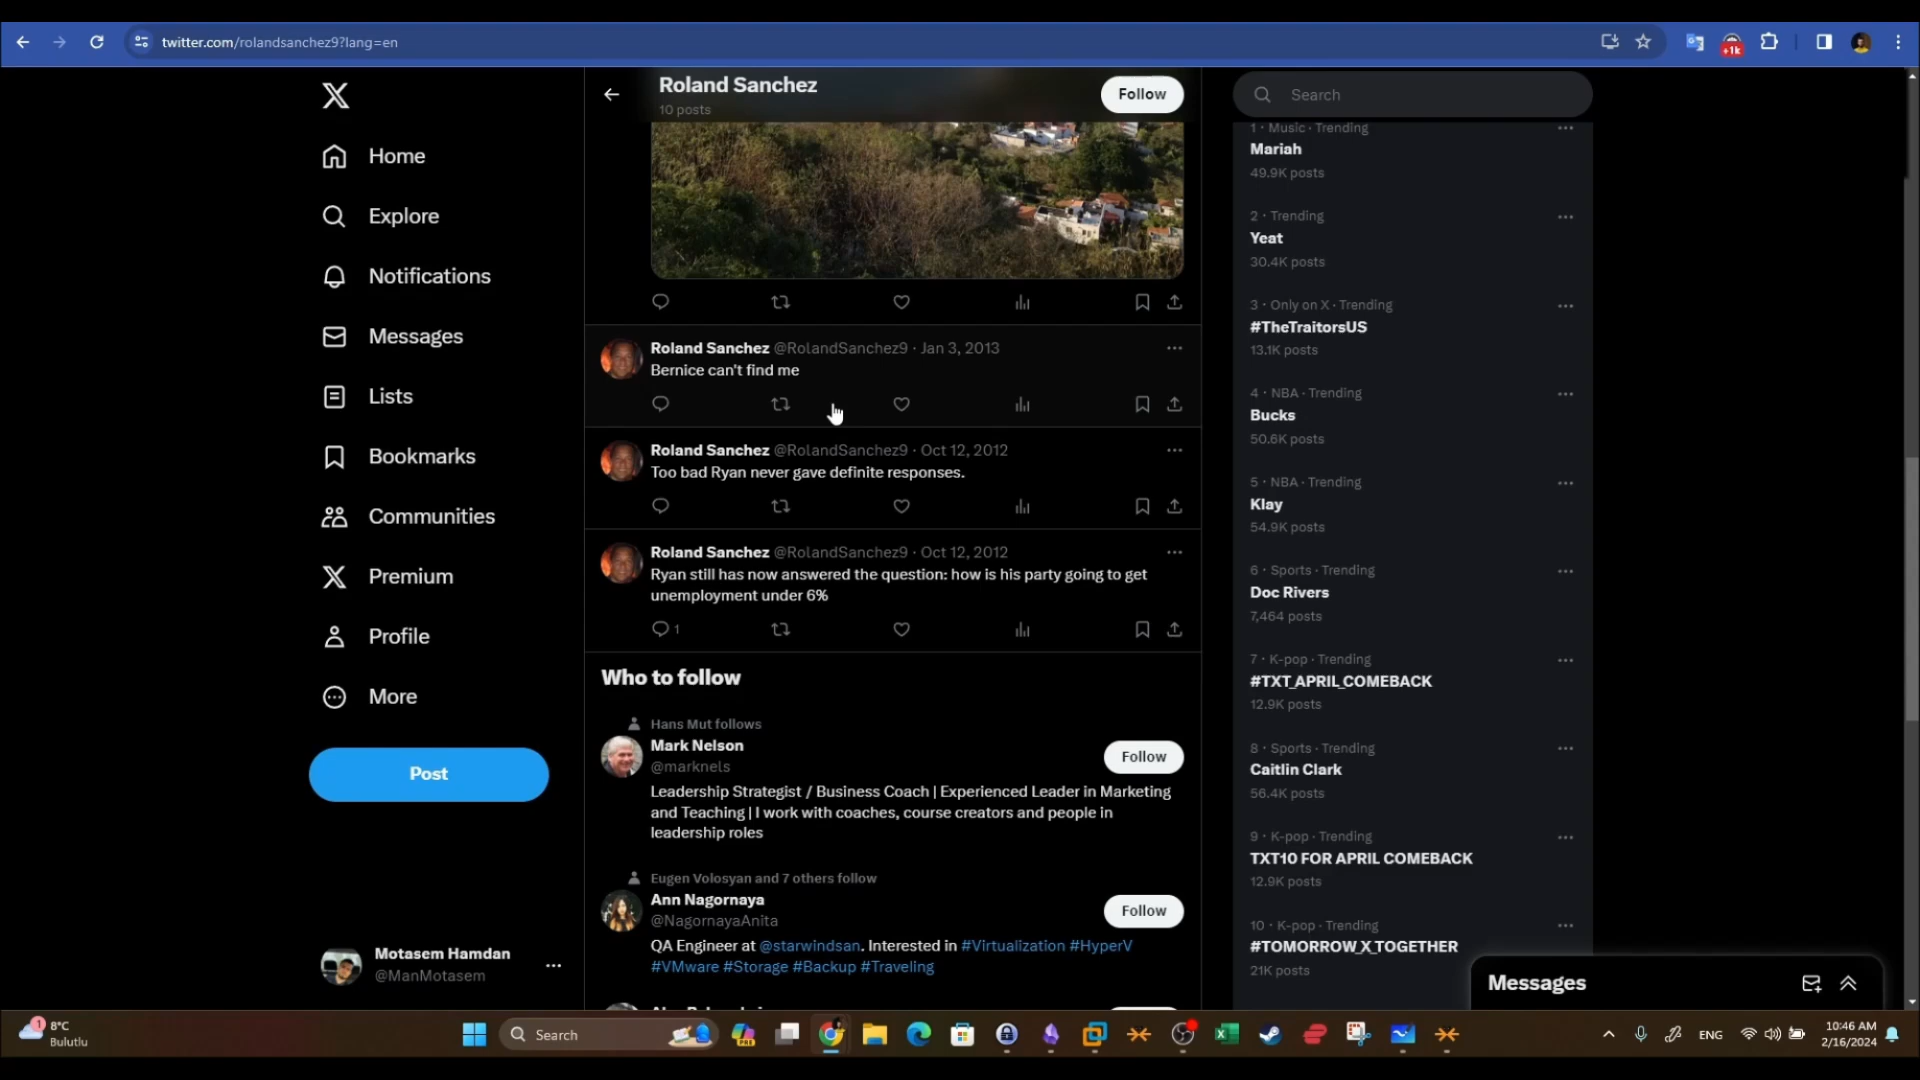 twitter.com/rolandsanchez9?lang=en
+1k
Home
Explore
Notifications
Messages
Lists
Bookmarks
Communities
Premium
Profile
More
Post
Motasem Hamdan
@ManMotasem
Roland Sanchez
10 posts
Follow
Roland Sanchez @RolandSanchez9 · Jan 3, 2013
Bernice can't find me
Roland Sanchez @RolandSanchez9 · Oct 12, 2012
Too bad Ryan never gave definite responses.
Roland Sanchez @RolandSanchez9 · Oct 12, 2012
Ryan still has now answered the question: how is his party going to get
unemployment under 6%
1
Who to follow
Hans Mut follows
Mark Nelson
@marknels
Follow
Leadership Strategist / Business Coach | Experienced Leader in Marketing
and Teaching | I work with coaches, course creators and people in
leadership roles
Eugen Volosyan and 7 others follow
Ann Nagornaya
@NagornayaAnita
Follow
QA Engineer at @starwindsan. Interested in #Virtualization #HyperV
#VMware #Storage #Backup #Traveling
Search
1 · Music · Trending
Mariah
49.9K posts
2 · Trending
Yeat
30.4K posts
3 · Only on X · Trending
#TheTraitorsUS
13.1K posts
4 · NBA · Trending
Bucks
50.6K posts
5 · NBA · Trending
Klay
54.9K posts
6 · Sports · Trending
Doc Rivers
7,464 posts
7 · K-pop · Trending
#TXT_APRIL_COMEBACK
12.9K posts
8 · Sports · Trending
Caitlin Clark
56.4K posts
9 · K-pop · Trending
TXT10 FOR APRIL COMEBACK
12.9K posts
10 · K-pop · Trending
#TOMORROW_X_TOGETHER
21K posts
Messages
1
8°C
Bulutlu
Search
PRE
ENG
10:46 AM
2/16/2024